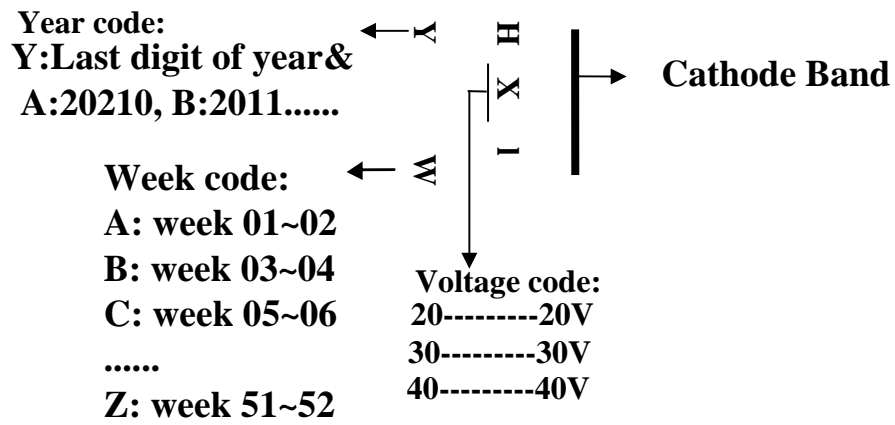 Year code:
Y:Last digit of year&
A:20210, B:2011......
Y
W
H X I
Cathode Band
Week code:
A: week 01~02
B: week 03~04
C: week 05~06
......
Z: week 51~52
Voltage code:
20---------20V
30---------30V
40---------40V